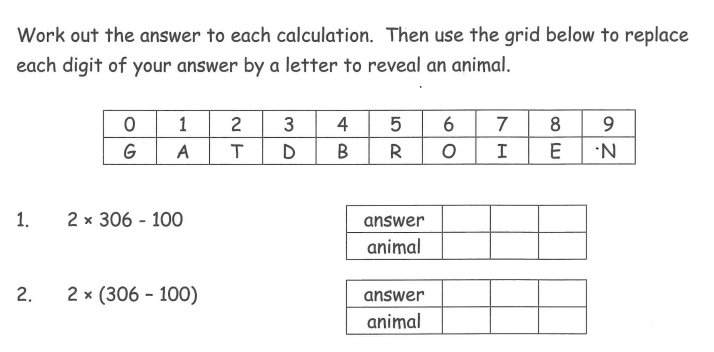 Work out the answer to each calculation. Then use the grid below to replace
each digit of your answer by a letter to reveal an animal.
0 1 2 3 4 5 6 7 8 9
G A T D B R O I E N
1. 2 × 306 - 100
answer
animal
2. 2 × (306 - 100)
answer
animal